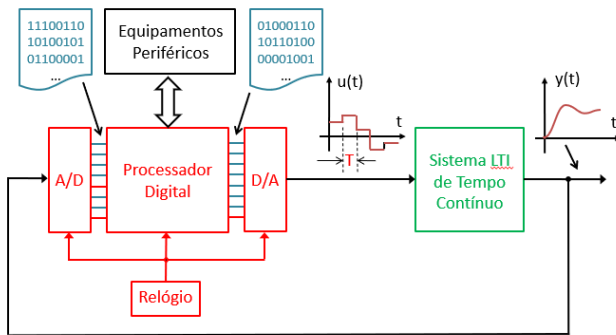 11100110
10100101
01100001
...
Equipamentos
Periféricos
01000110
10110100
00001001
...
u(t)
t
T
y(t)
t
A/D
Processador
Digital
D/A
Sistema LTI
de Tempo
Contínuo
Relógio